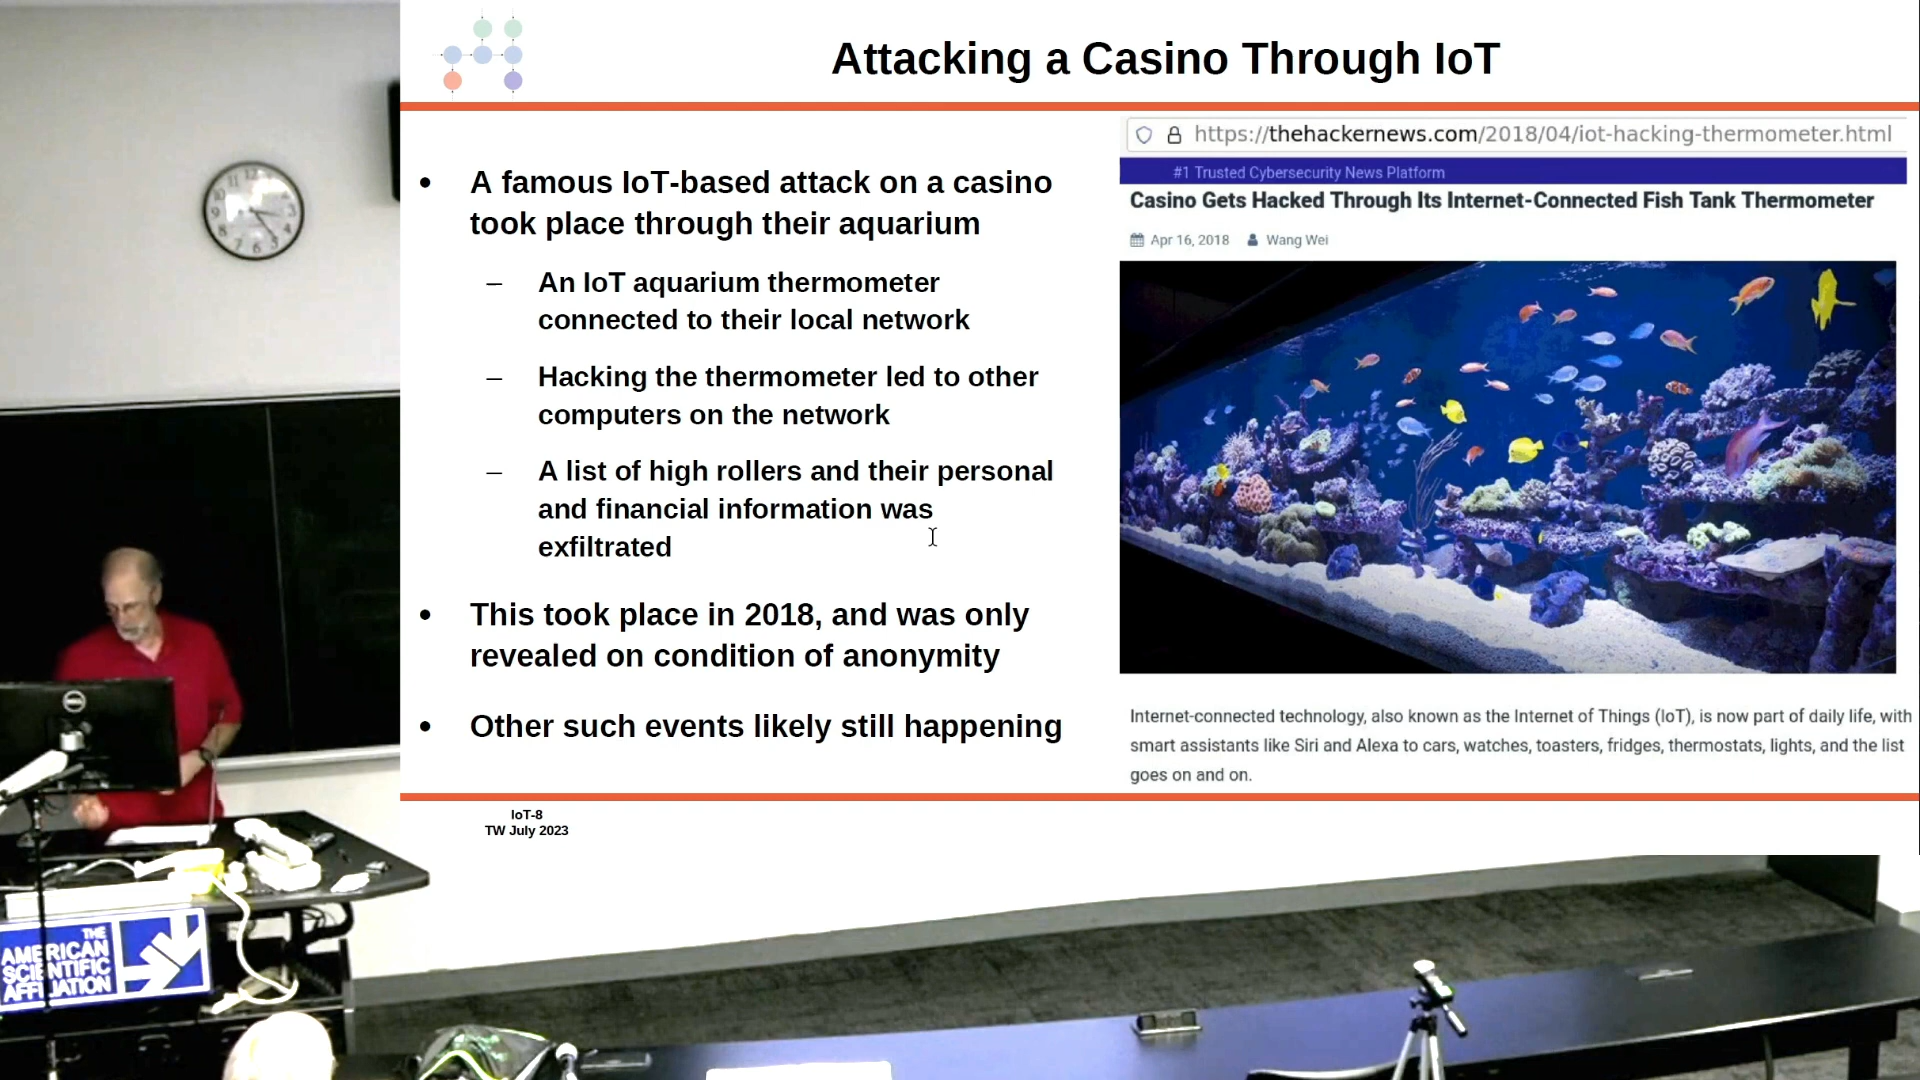 Attacking a Casino Through IoT
• A famous IoT-based attack on a casino
took place through their aquarium
– An IoT aquarium thermometer
connected to their local network
– Hacking the thermometer led to other
computers on the network
– A list of high rollers and their personal
and financial information was
exfiltrated
• This took place in 2018, and was only
revealed on condition of anonymity
• Other such events likely still happening
https://thehackernews.com/2018/04/iot-hacking-thermometer.html
#1 Trusted Cybersecurity News Platform
Casino Gets Hacked Through Its Internet-Connected Fish Tank Thermometer
Apr 16, 2018 Wang Wei
Internet-connected technology, also known as the Internet of Things (IoT), is now part of daily life, with
smart assistants like Siri and Alexa to cars, watches, toasters, fridges, thermostats, lights, and the list
goes on and on.
IoT-8
TW July 2023
THE
AMERICAN
SCIENTIFIC
AFFILIATION